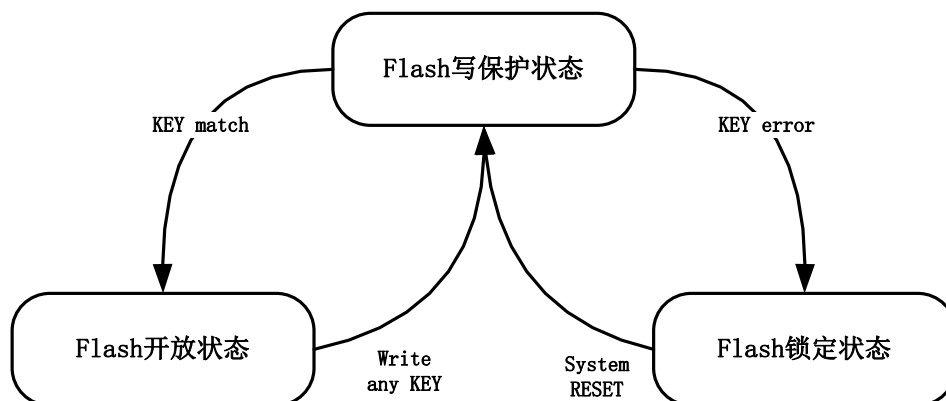 Flash写保护状态
KEY match
KEY error
Flash开放状态
Write
any KEY
System
RESET
Flash锁定状态